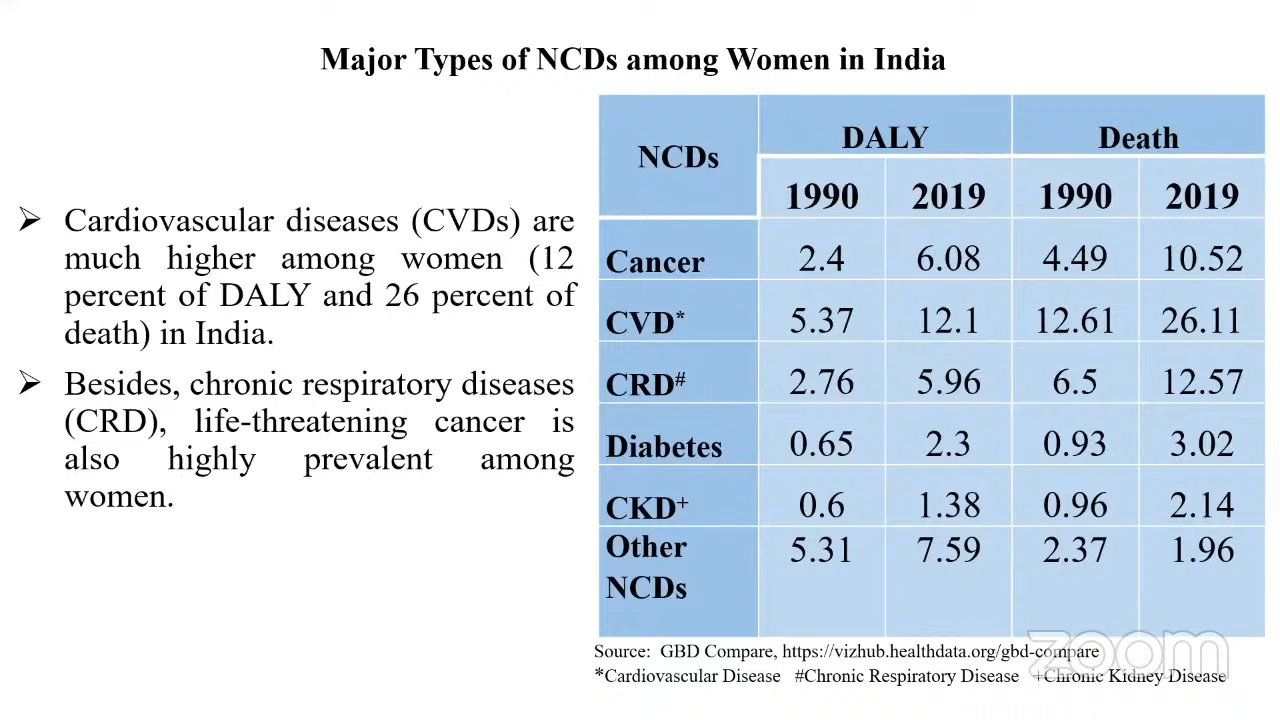 Major Types of NCDs among Women in India
➢ Cardiovascular diseases (CVDs) are
much higher among women (12
percent of DALY and 26 percent of
death) in India.
➢ Besides, chronic respiratory diseases
(CRD), life-threatening cancer is
also highly prevalent among
women.
NCDs DALY Death
1990 2019 1990 2019
Cancer 2.4 6.08 4.49 10.52
CVD* 5.37 12.1 12.61 26.11
CRD# 2.76 5.96 6.5 12.57
Diabetes 0.65 2.3 0.93 3.02
CKD+ 0.6 1.38 0.96 2.14
Other 5.31 7.59 2.37 1.96
NCDs
Source: GBD Compare, https://vizhub.healthdata.org/gbd-compare
*Cardiovascular Disease #Chronic Respiratory Disease +Chronic Kidney Disease
zoom